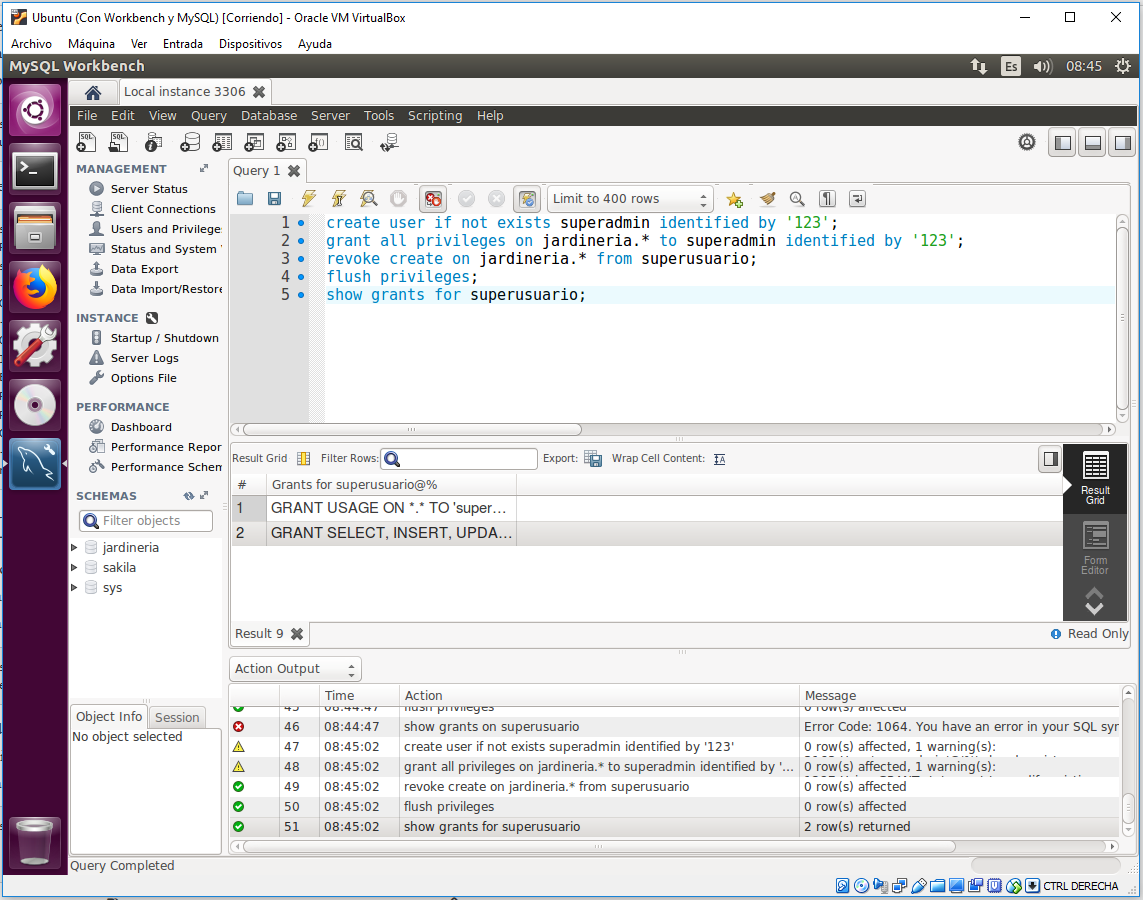 Ubuntu (Con Workbench y MySQL) [Corriendo] - Oracle VM VirtualBox
Archivo Máquina Ver Entrada Dispositivos Ayuda
MySQL Workbench Es 08:45
Local instance 3306
File Edit View Query Database Server Tools Scripting Help
MANAGEMENT
Server Status
Client Connections
Users and Privilege
Status and System
Data Export
Data Import/Restore
INSTANCE
Startup / Shutdown
Server Logs
Options File
PERFORMANCE
Dashboard
Performance Repor
Performance Schem
SCHEMAS
Filter objects
jardineria
sakila
sys
Object Info Session
No object selected
Query 1
Limit to 400 rows
1 create user if not exists superadmin identified by '123';
2 grant all privileges on jardineria.* to superadmin identified by '123';
3 revoke create on jardineria.* from superusuario;
4 flush privileges;
5 show grants for superusuario;
Result Grid Filter Rows: Export: Wrap Cell Content:
# Grants for superusuario@%
1 GRANT USAGE ON *.* TO 'super...
2 GRANT SELECT, INSERT, UPDA...
Result Grid
Form Editor
Result 9 Read Only
Action Output
Time Action Message
45 08:44:47 flush privileges 0 row(s) affected
46 08:44:47 show grants on superusuario Error Code: 1064. You have an error in your SQL syn
47 08:45:02 create user if not exists superadmin identified by '123' 0 row(s) affected, 1 warning(s):
48 08:45:02 grant all privileges on jardineria.* to superadmin identified by '... 0 row(s) affected, 1 warning(s):
49 08:45:02 revoke create on jardineria.* from superusuario 0 row(s) affected
50 08:45:02 flush privileges 0 row(s) affected
51 08:45:02 show grants for superusuario 2 row(s) returned
Query Completed
CTRL DERECHA